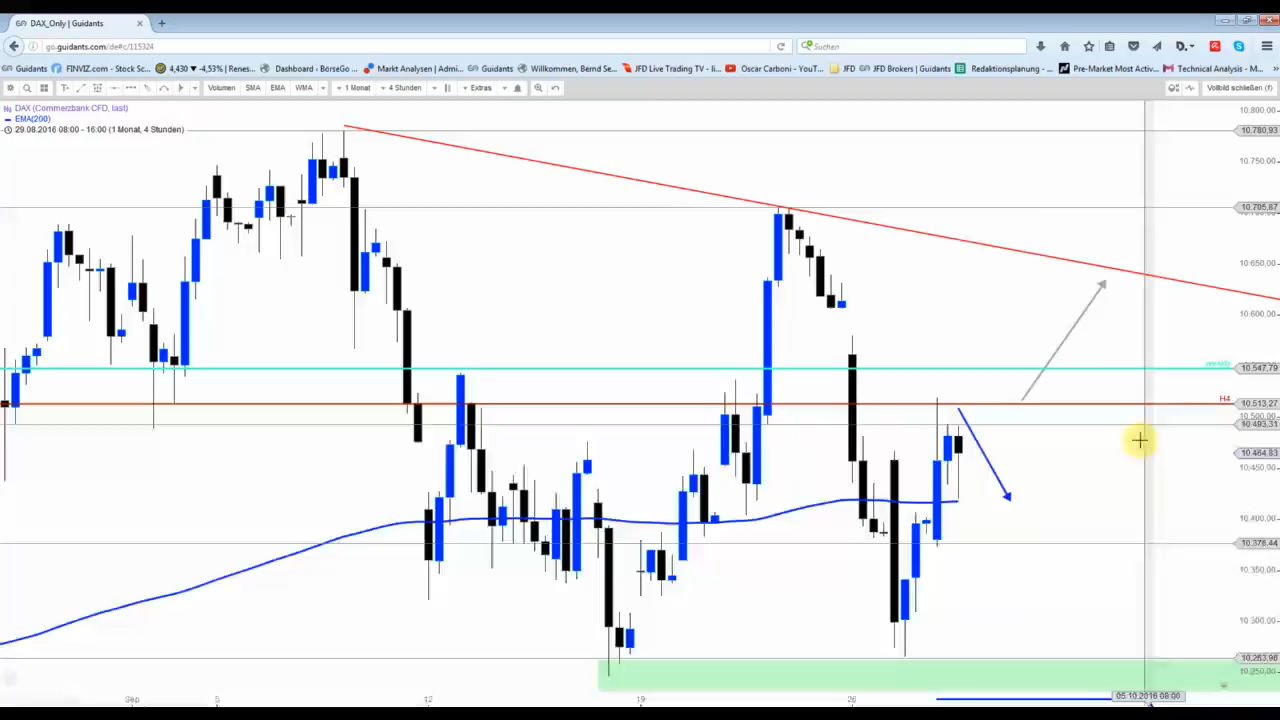 DAX_Only | Guidants
go.guidants.com/de#c/115324
Suchen
Guidants FINVIZ.com - Stock Sc... 4,430 ▼ -4,53% | Renes... Dashboard ‹ BörseGo ... Markt Analysen | Admi... Guidants Willkommen, Bernd Se... JFD Live Trading TV - li... Oscar Carboni - YouT... JFD JFD Brokers | Guidants Redaktionsplanung - ... Pre-Market Most Activ... Technical Analysis - M...
Volumen SMA EMA WMA 1 Monat 4 Stunden Extras Vollbild schließen (f)
DAX (Commerzbank CFD, last)
EMA(200)
29.08.2016 08:00 - 16:00 (1 Monat, 4 Stunden)
10.800,00
10.780,93
10.750,00
10.705,87
10.650,00
10.600,00
10.547,79
H4
10.513,27
10.500,00
10.493,31
10.464,83
10.450,00
10.400,00
10.376,44
10.350,00
10.300,00
10.250,00
Sep 5 12 19 26 05.10.2016 08:00